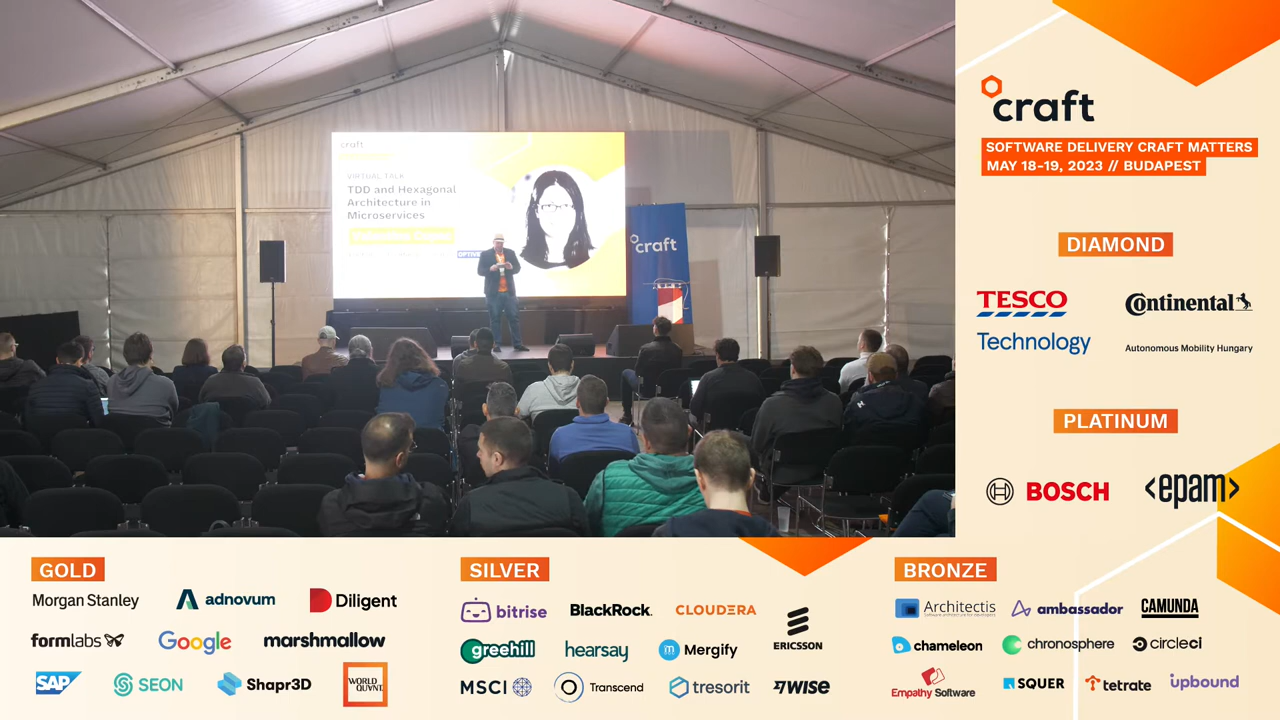 craft
VIRTUAL TALK
TDD and Hexagonal
Architecture in
Microservices
craft
craft
SOFTWARE DELIVERY CRAFT MATTERS
MAY 18-19, 2023 // BUDAPEST
DIAMOND
TESCO
Technology
Continental
Autonomous Mobility Hungary
PLATINUM
BOSCH
<epam>
GOLD
Morgan Stanley
adnovum
Diligent
formlabs
Google
marshmallow
SAP
SEON
Shapr3D
WORLD
QUVNT.
SILVER
bitrise
BlackRock.
CLOUDERA
ERICSSON
greehill
hearsay
Mergify
MSCI
Transcend
tresorit
7WISE
BRONZE
Architectis
ambassador
CAMUNDA
chameleon
chronosphere
circleci
Empathy Software
SQUER
tetrate
upbound